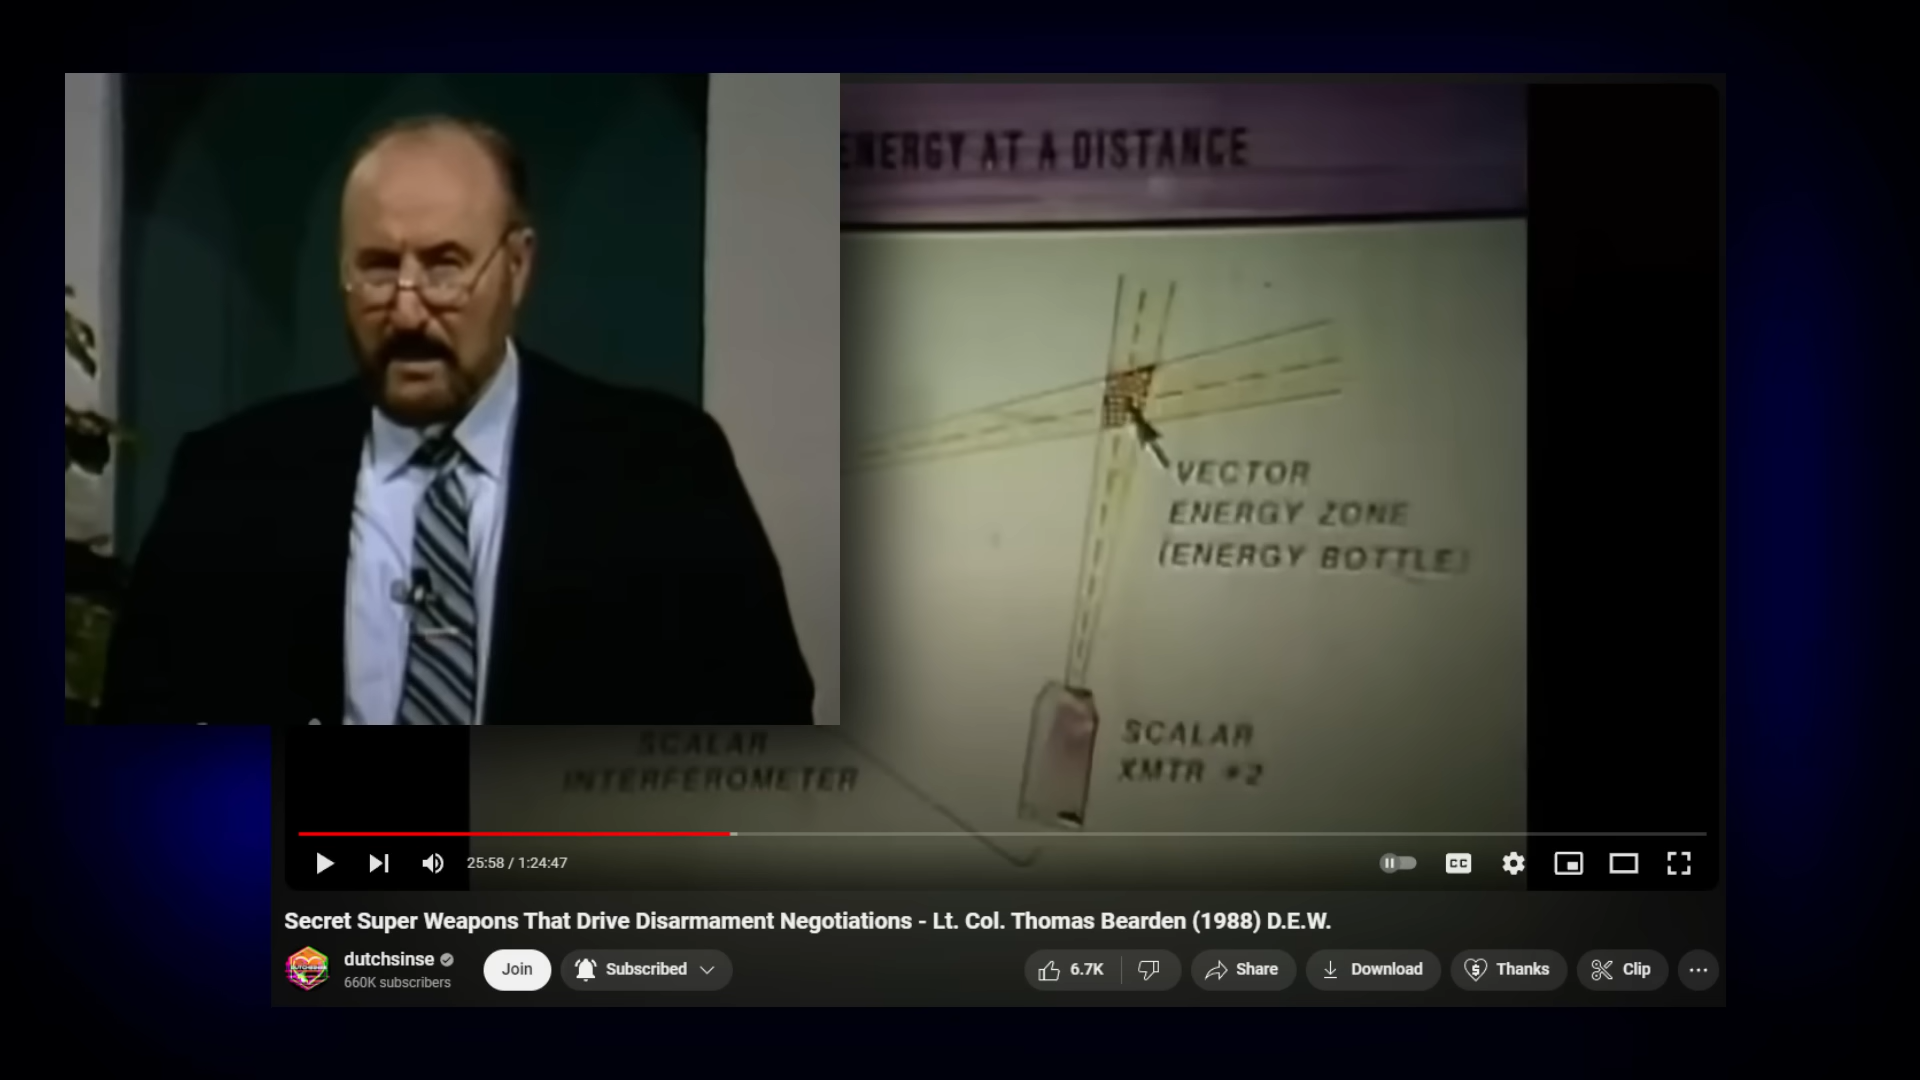 ENERGY AT A DISTANCE
VECTOR
ENERGY ZONE
(ENERGY BOTTLE)
SCALAR
XMTR #2
SCALAR
INTERFEROMETER
25:58 / 1:24:47
CC
Secret Super Weapons That Drive Disarmament Negotiations - Lt. Col. Thomas Bearden (1988) D.E.W.
dutchsinse
660K subscribers
Join
Subscribed
6.7K
Share
Download
Thanks
Clip